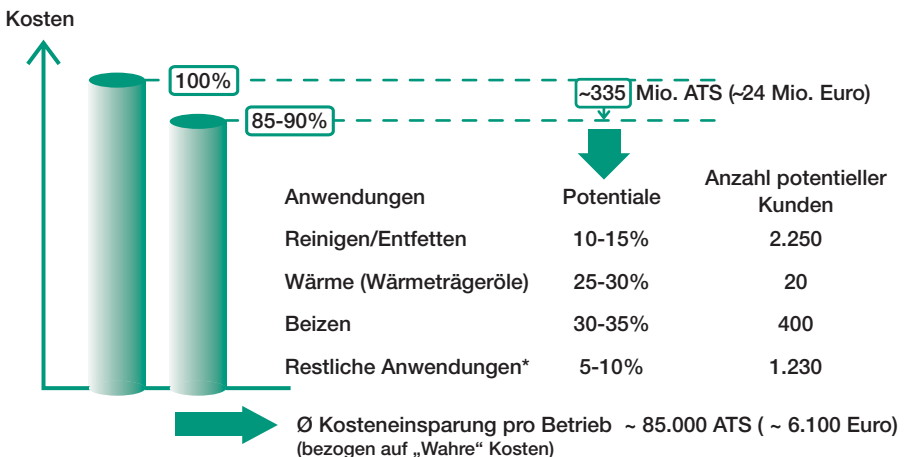 Kosten
100%
~335 Mio. ATS (~24 Mio. Euro)
85-90%
Anwendungen Potentiale Anzahl potentieller
Kunden
Reinigen/Entfetten 10-15% 2.250
Wärme (Wärmeträgeröle) 25-30% 20
Beizen 30-35% 400
Restliche Anwendungen* 5-10% 1.230
Ø Kosteneinsparung pro Betrieb ~ 85.000 ATS ( ~ 6.100 Euro)
(bezogen auf „Wahre“ Kosten)